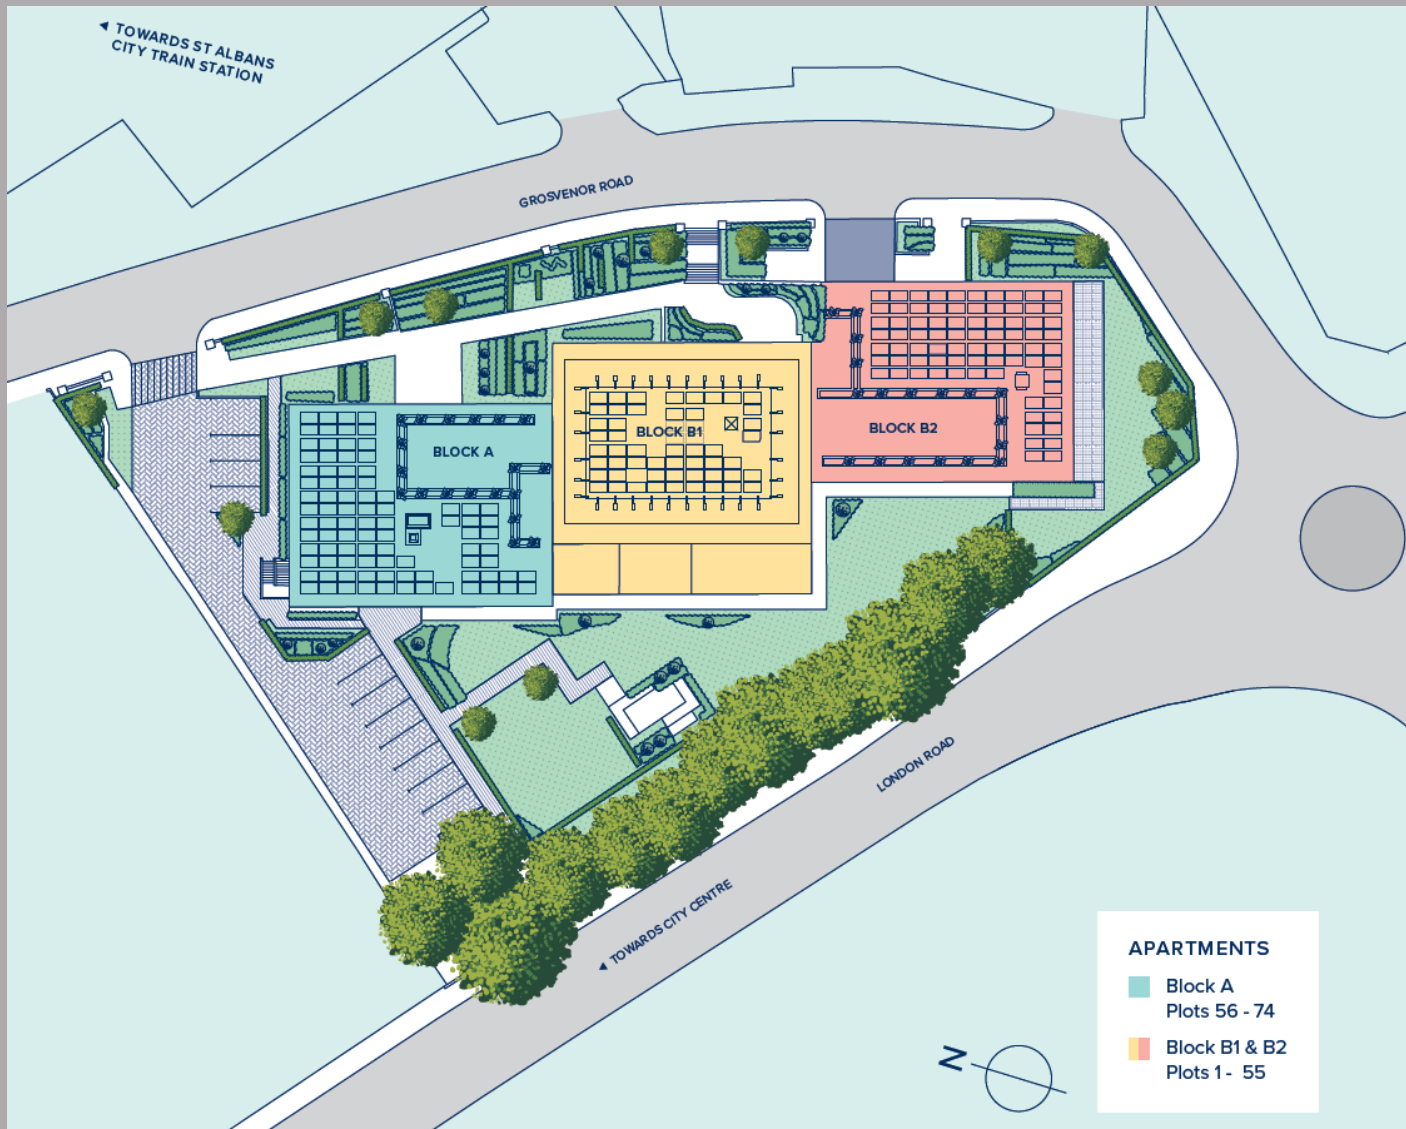 ◄ TOWARDS ST ALBANS
CITY TRAIN STATION
GROSVENOR ROAD
BLOCK A
BLOCK B1
BLOCK B2
LONDON ROAD
◄ TOWARDS CITY CENTRE
N
APARTMENTS
Block A
Plots 56 - 74
Block B1 & B2
Plots 1 - 55